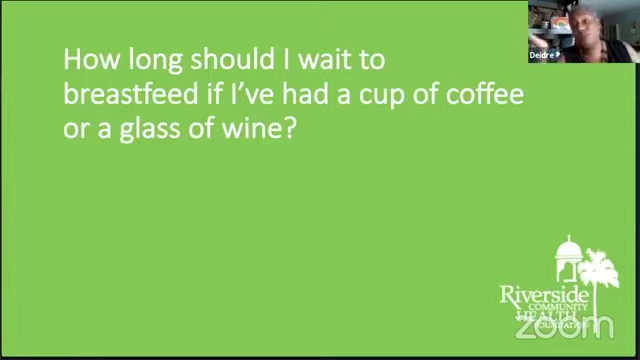 Deidre
How long should I wait to
breastfeed if I've had a cup of coffee
or a glass of wine?
Riverside
COMMUNITY
HEALTH
FOUNDATION
zoom